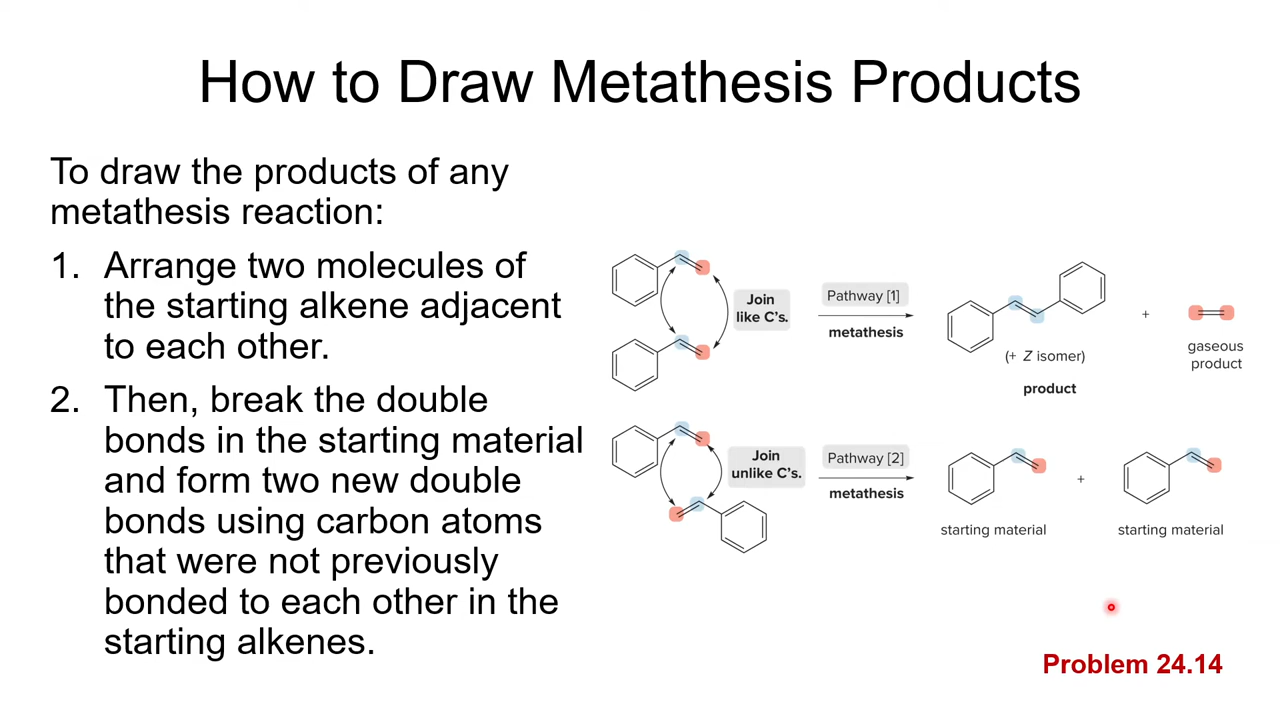 How to Draw Metathesis Products
To draw the products of any
metathesis reaction:
1. Arrange two molecules of
the starting alkene adjacent
to each other.
2. Then, break the double
bonds in the starting material
and form two new double
bonds using carbon atoms
that were not previously
bonded to each other in the
starting alkenes.
Join
like C's.
Pathway [1]
metathesis
+
(+ Z isomer)
product
gaseous
product
Join
unlike C's.
Pathway [2]
metathesis
+
starting material
starting material
Problem 24.14